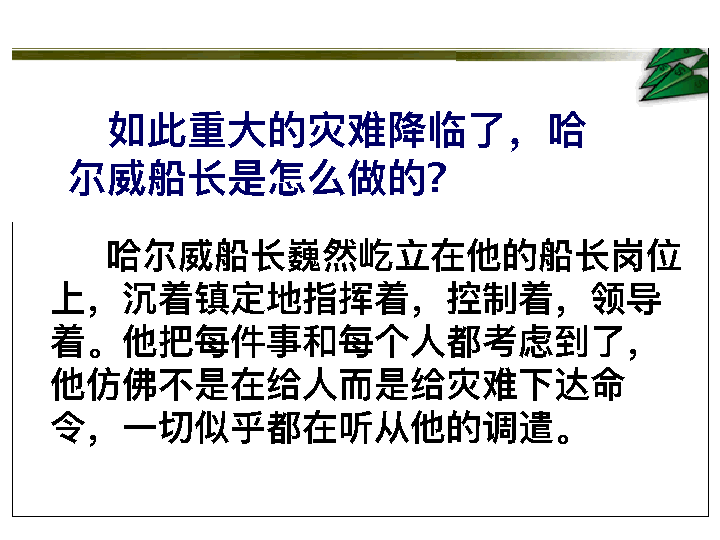 如此重大的灾难降临了，哈
尔威船长是怎么做的?
哈尔威船长巍然屹立在他的船长岗位
上，沉着镇定地指挥着，控制着，领导
着。他把每件事和每个人都考虑到了，
他仿佛不是在给人而是给灾难下达命
令，一切似乎都在听从他的调遣。